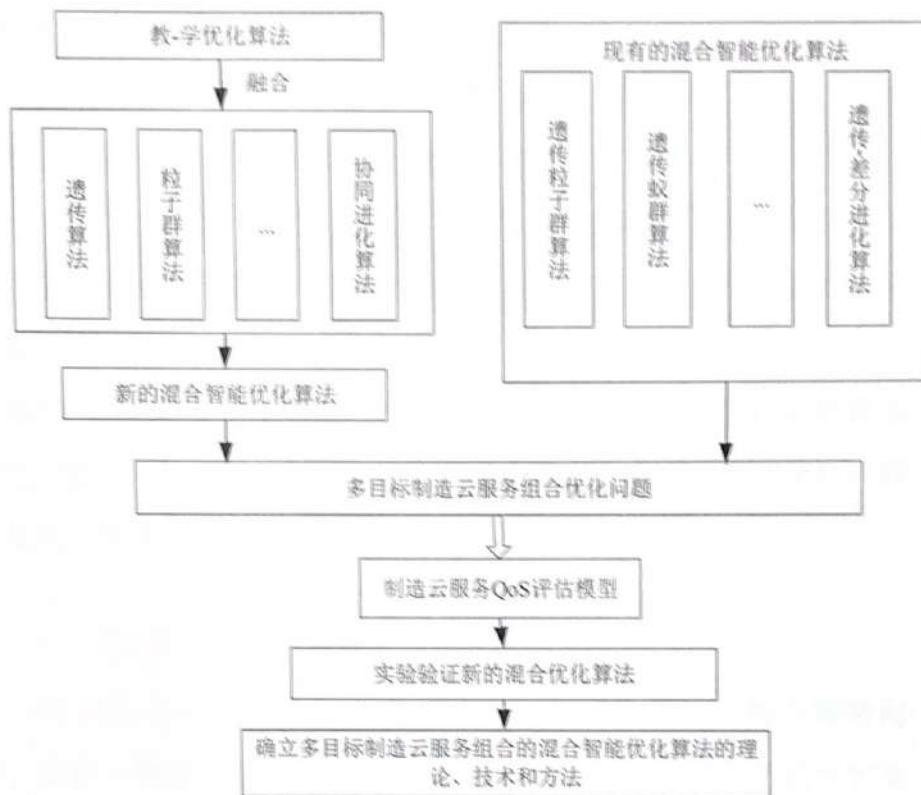 教-学优化算法
融合
遗传算法
粒子群算法
...
协同进化算法
新的混合智能优化算法
现有的混合智能优化算法
遗传粒子群算法
遗传蚁群算法
...
遗传-差分进化算法
多目标制造云服务组合优化问题
制造云服务QoS评估模型
实验验证新的混合优化算法
确立多目标制造云服务组合的混合智能优化算法的理
论、技术和方法